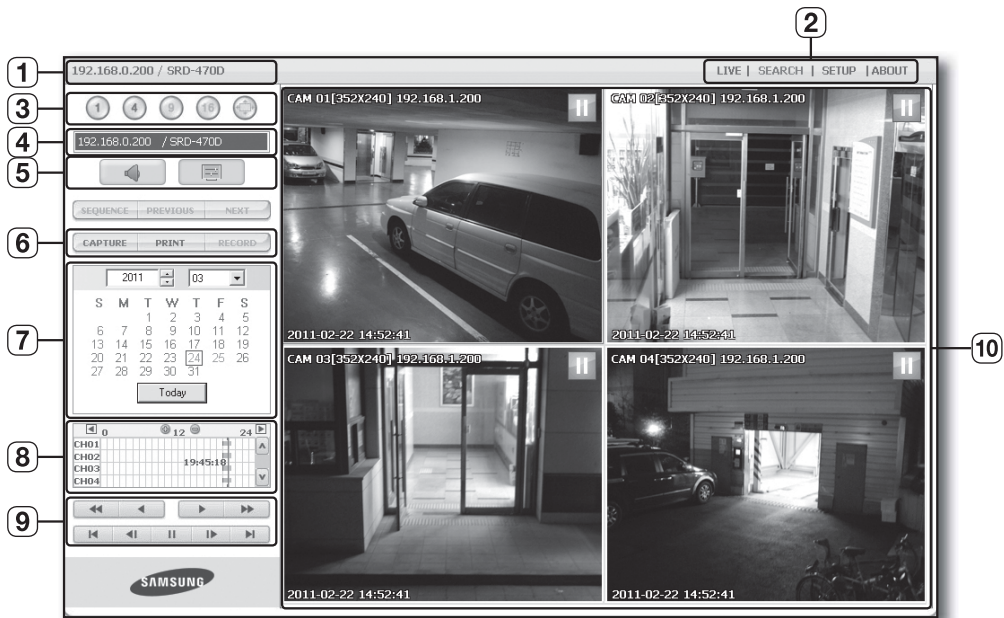 2
1
192.168.0.200 / SRD-470D
LIVE | SEARCH | SETUP | ABOUT
3
1 4 9 16
4
192.168.0.200 / SRD-470D
5
SEQUENCE PREVIOUS NEXT
6
CAPTURE PRINT RECORD
7
2011 03
S M T W T F S
1 2 3 4 5
6 7 8 9 10 11 12
13 14 15 16 17 18 19
20 21 22 23 24 25 26
27 28 29 30 31
Today
8
0 12 24
CH01
CH02
19:45:18
CH03
CH04
9
SAMSUNG
CAM 01[352X240] 192.168.1.200
2011-02-22 14:52:41
CAM 02[352X240] 192.168.1.200
2011-02-22 14:52:41
CAM 03[352X240] 192.168.1.200
2011-02-22 14:52:41
CAM 04[352X240] 192.168.1.200
2011-02-22 14:52:41
10